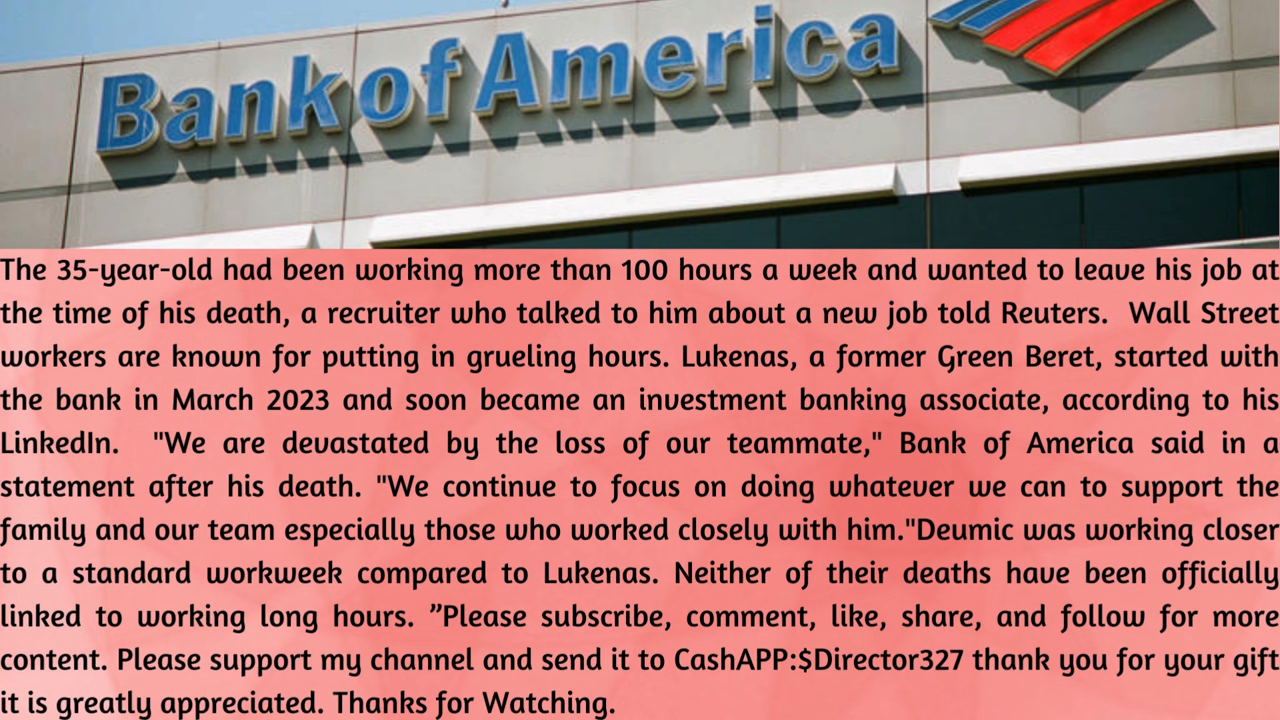 Bank of America
The 35-year-old had been working more than 100 hours a week and wanted to leave his job at
the time of his death, a recruiter who talked to him about a new job told Reuters.  Wall Street
workers are known for putting in grueling hours. Lukenas, a former Green Beret, started with
the bank in March 2023 and soon became an investment banking associate, according to his
LinkedIn.  "We are devastated by the loss of our teammate," Bank of America said in a
statement after his death. "We continue to focus on doing whatever we can to support the
family and our team especially those who worked closely with him."Deumic was working closer
to a standard workweek compared to Lukenas. Neither of their deaths have been officially
linked to working long hours. ”Please subscribe, comment, like, share, and follow for more
content. Please support my channel and send it to CashAPP:$Director327 thank you for your gift
it is greatly appreciated. Thanks for Watching.